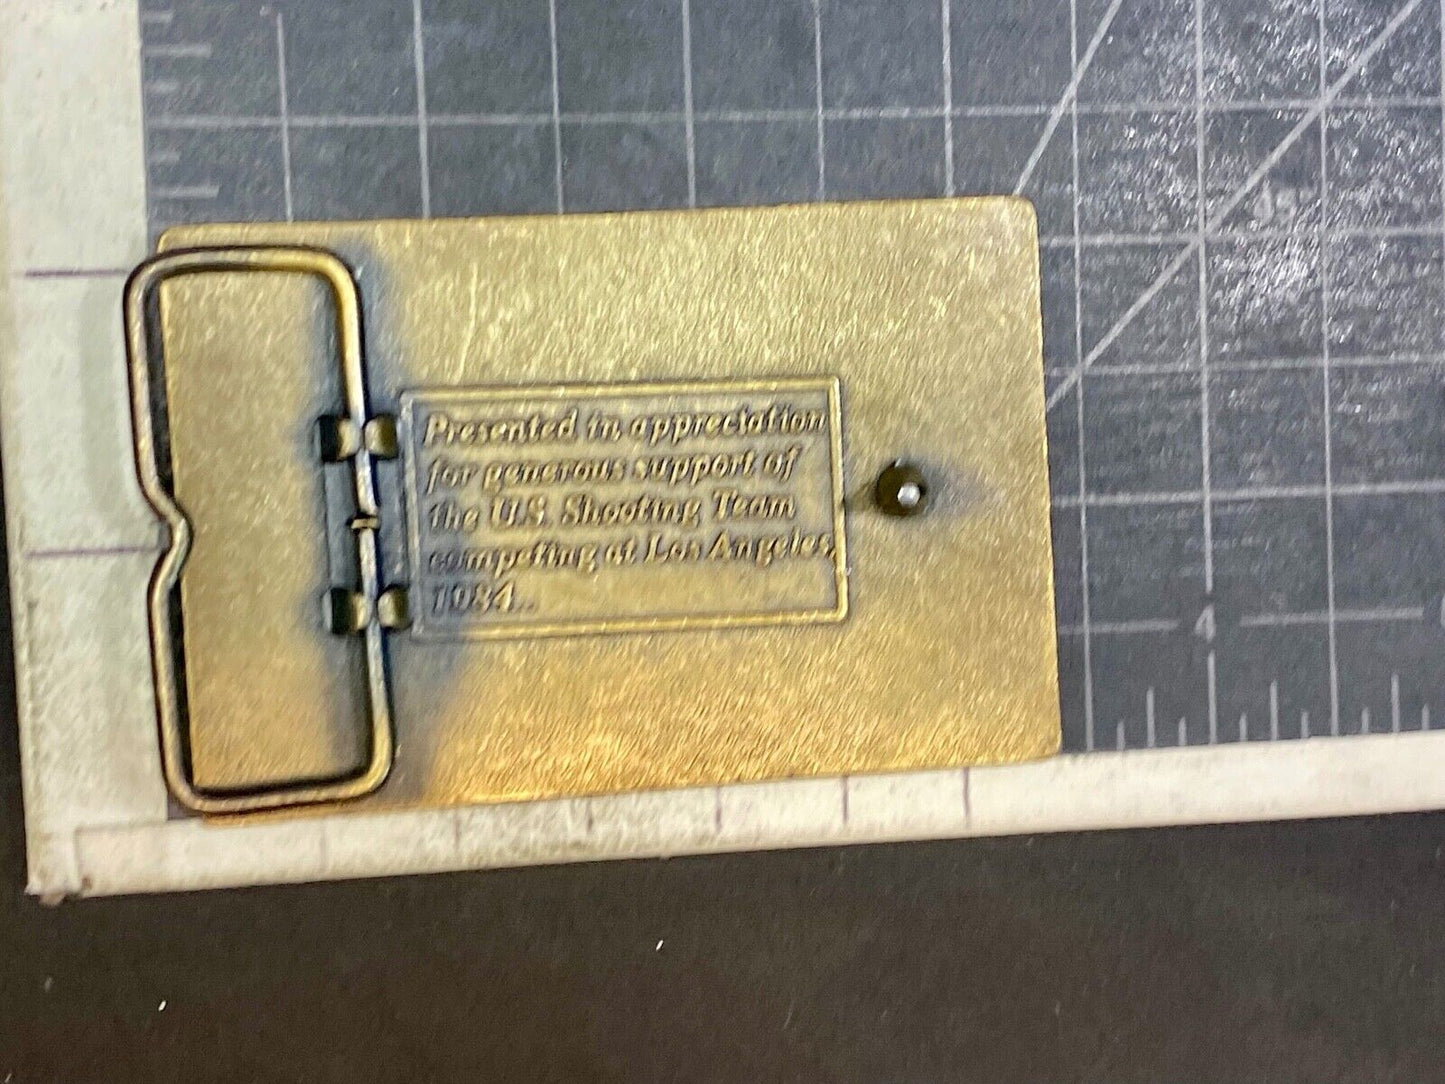 Presented in appreciation
for generous support of
the U.S. Shooting Team
competing at Los Angeles,
1984.
4